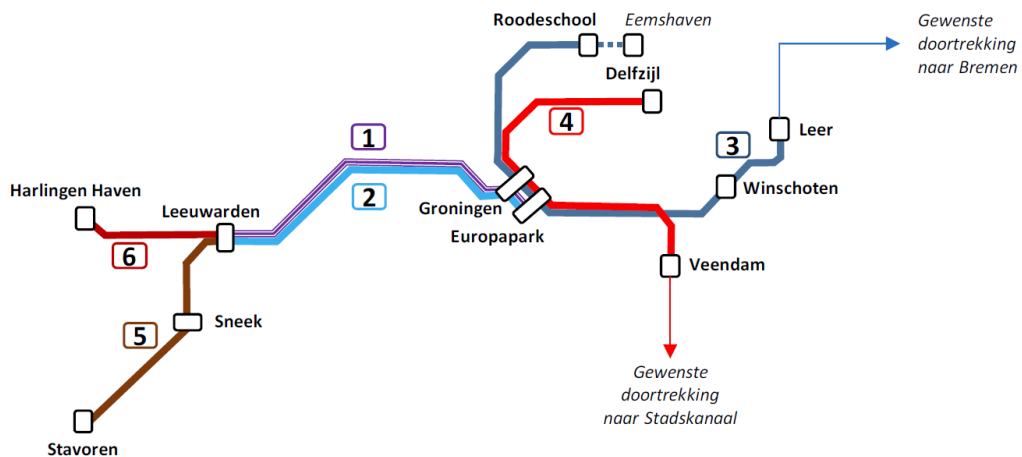 Roodeschool
Eemshaven
Gewenste
doortrekking
naar Bremen
Delfzijl
4
1
3
Leer
2
Harlingen Haven
Leeuwarden
Groningen
Winschoten
Europapark
6
Veendam
5
Sneek
Gewenste
doortrekking
naar Stadskanaal
Stavoren